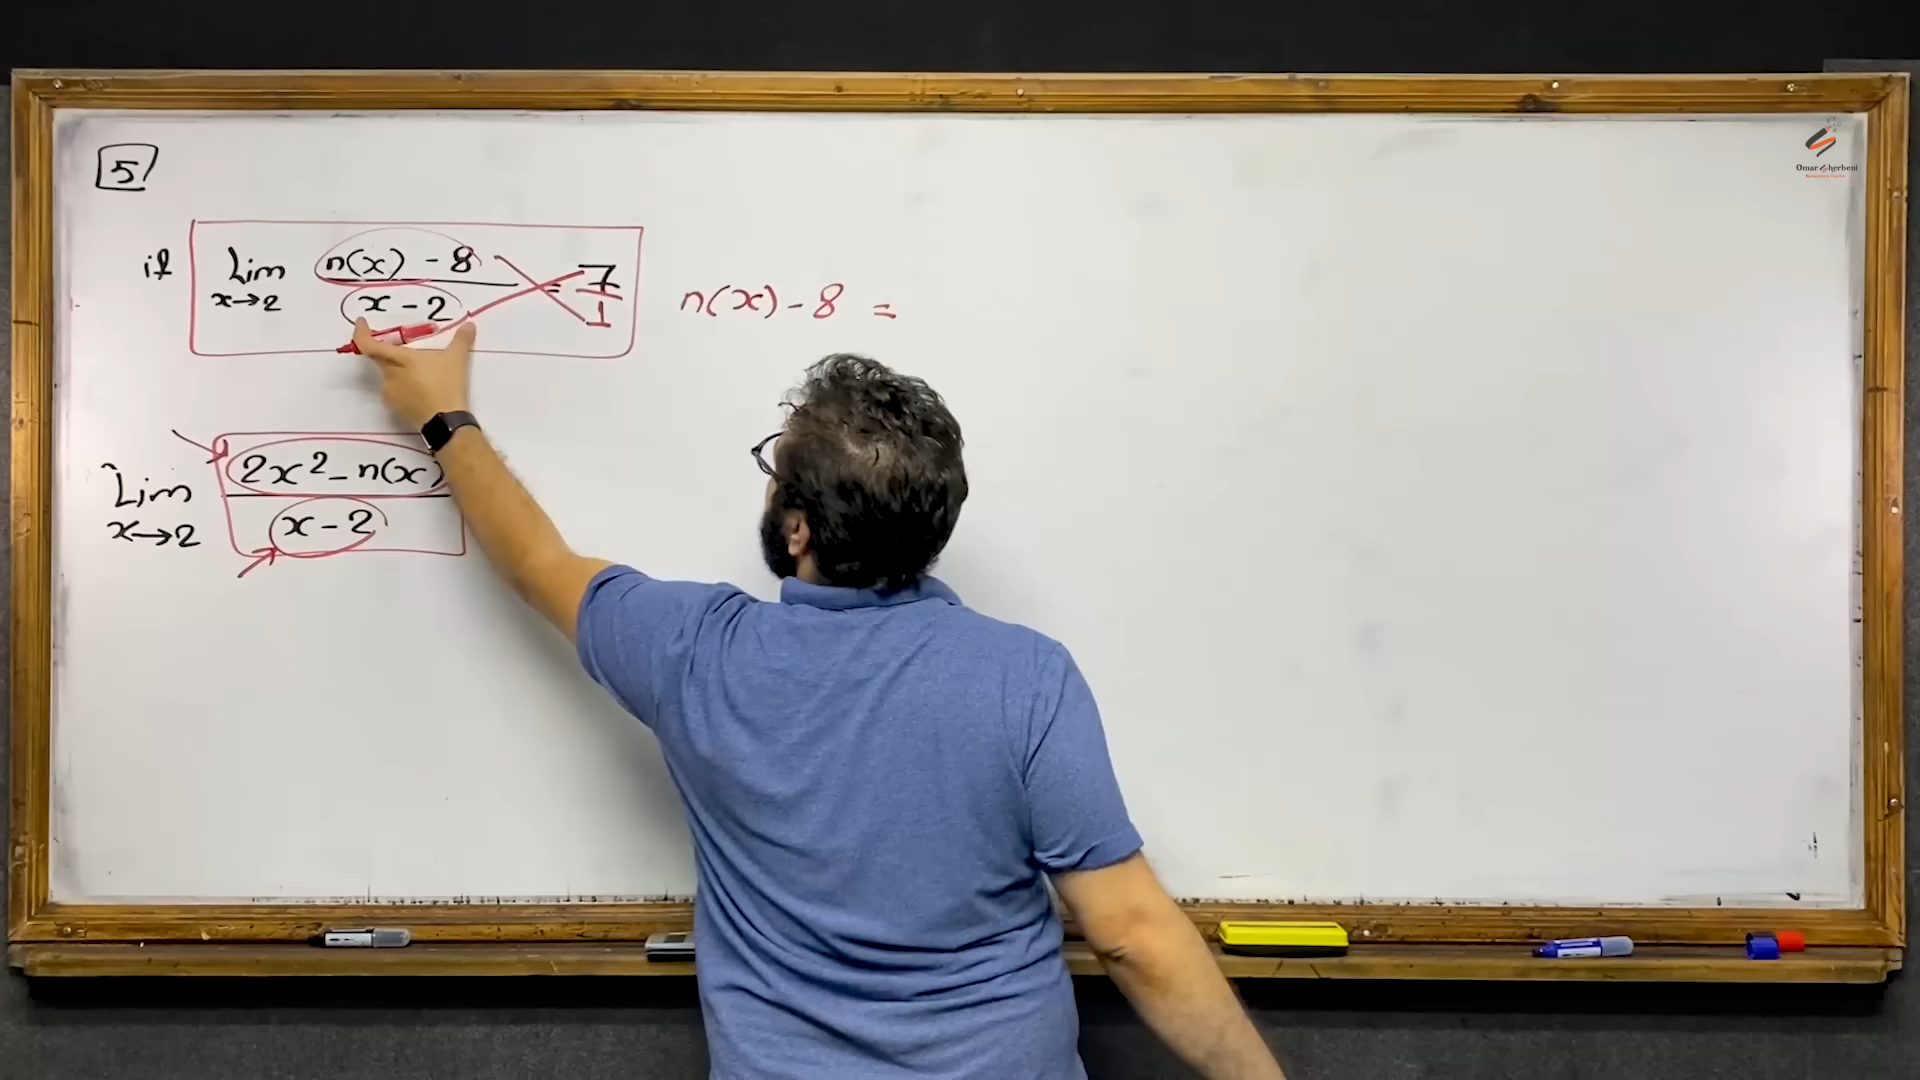 5
if Lim x→2 n(x) - 8 / x - 2 = 7 / 1
n(x) - 8 =
Lim x→2 2x² - n(x) / x - 2
Omar Sherbeni